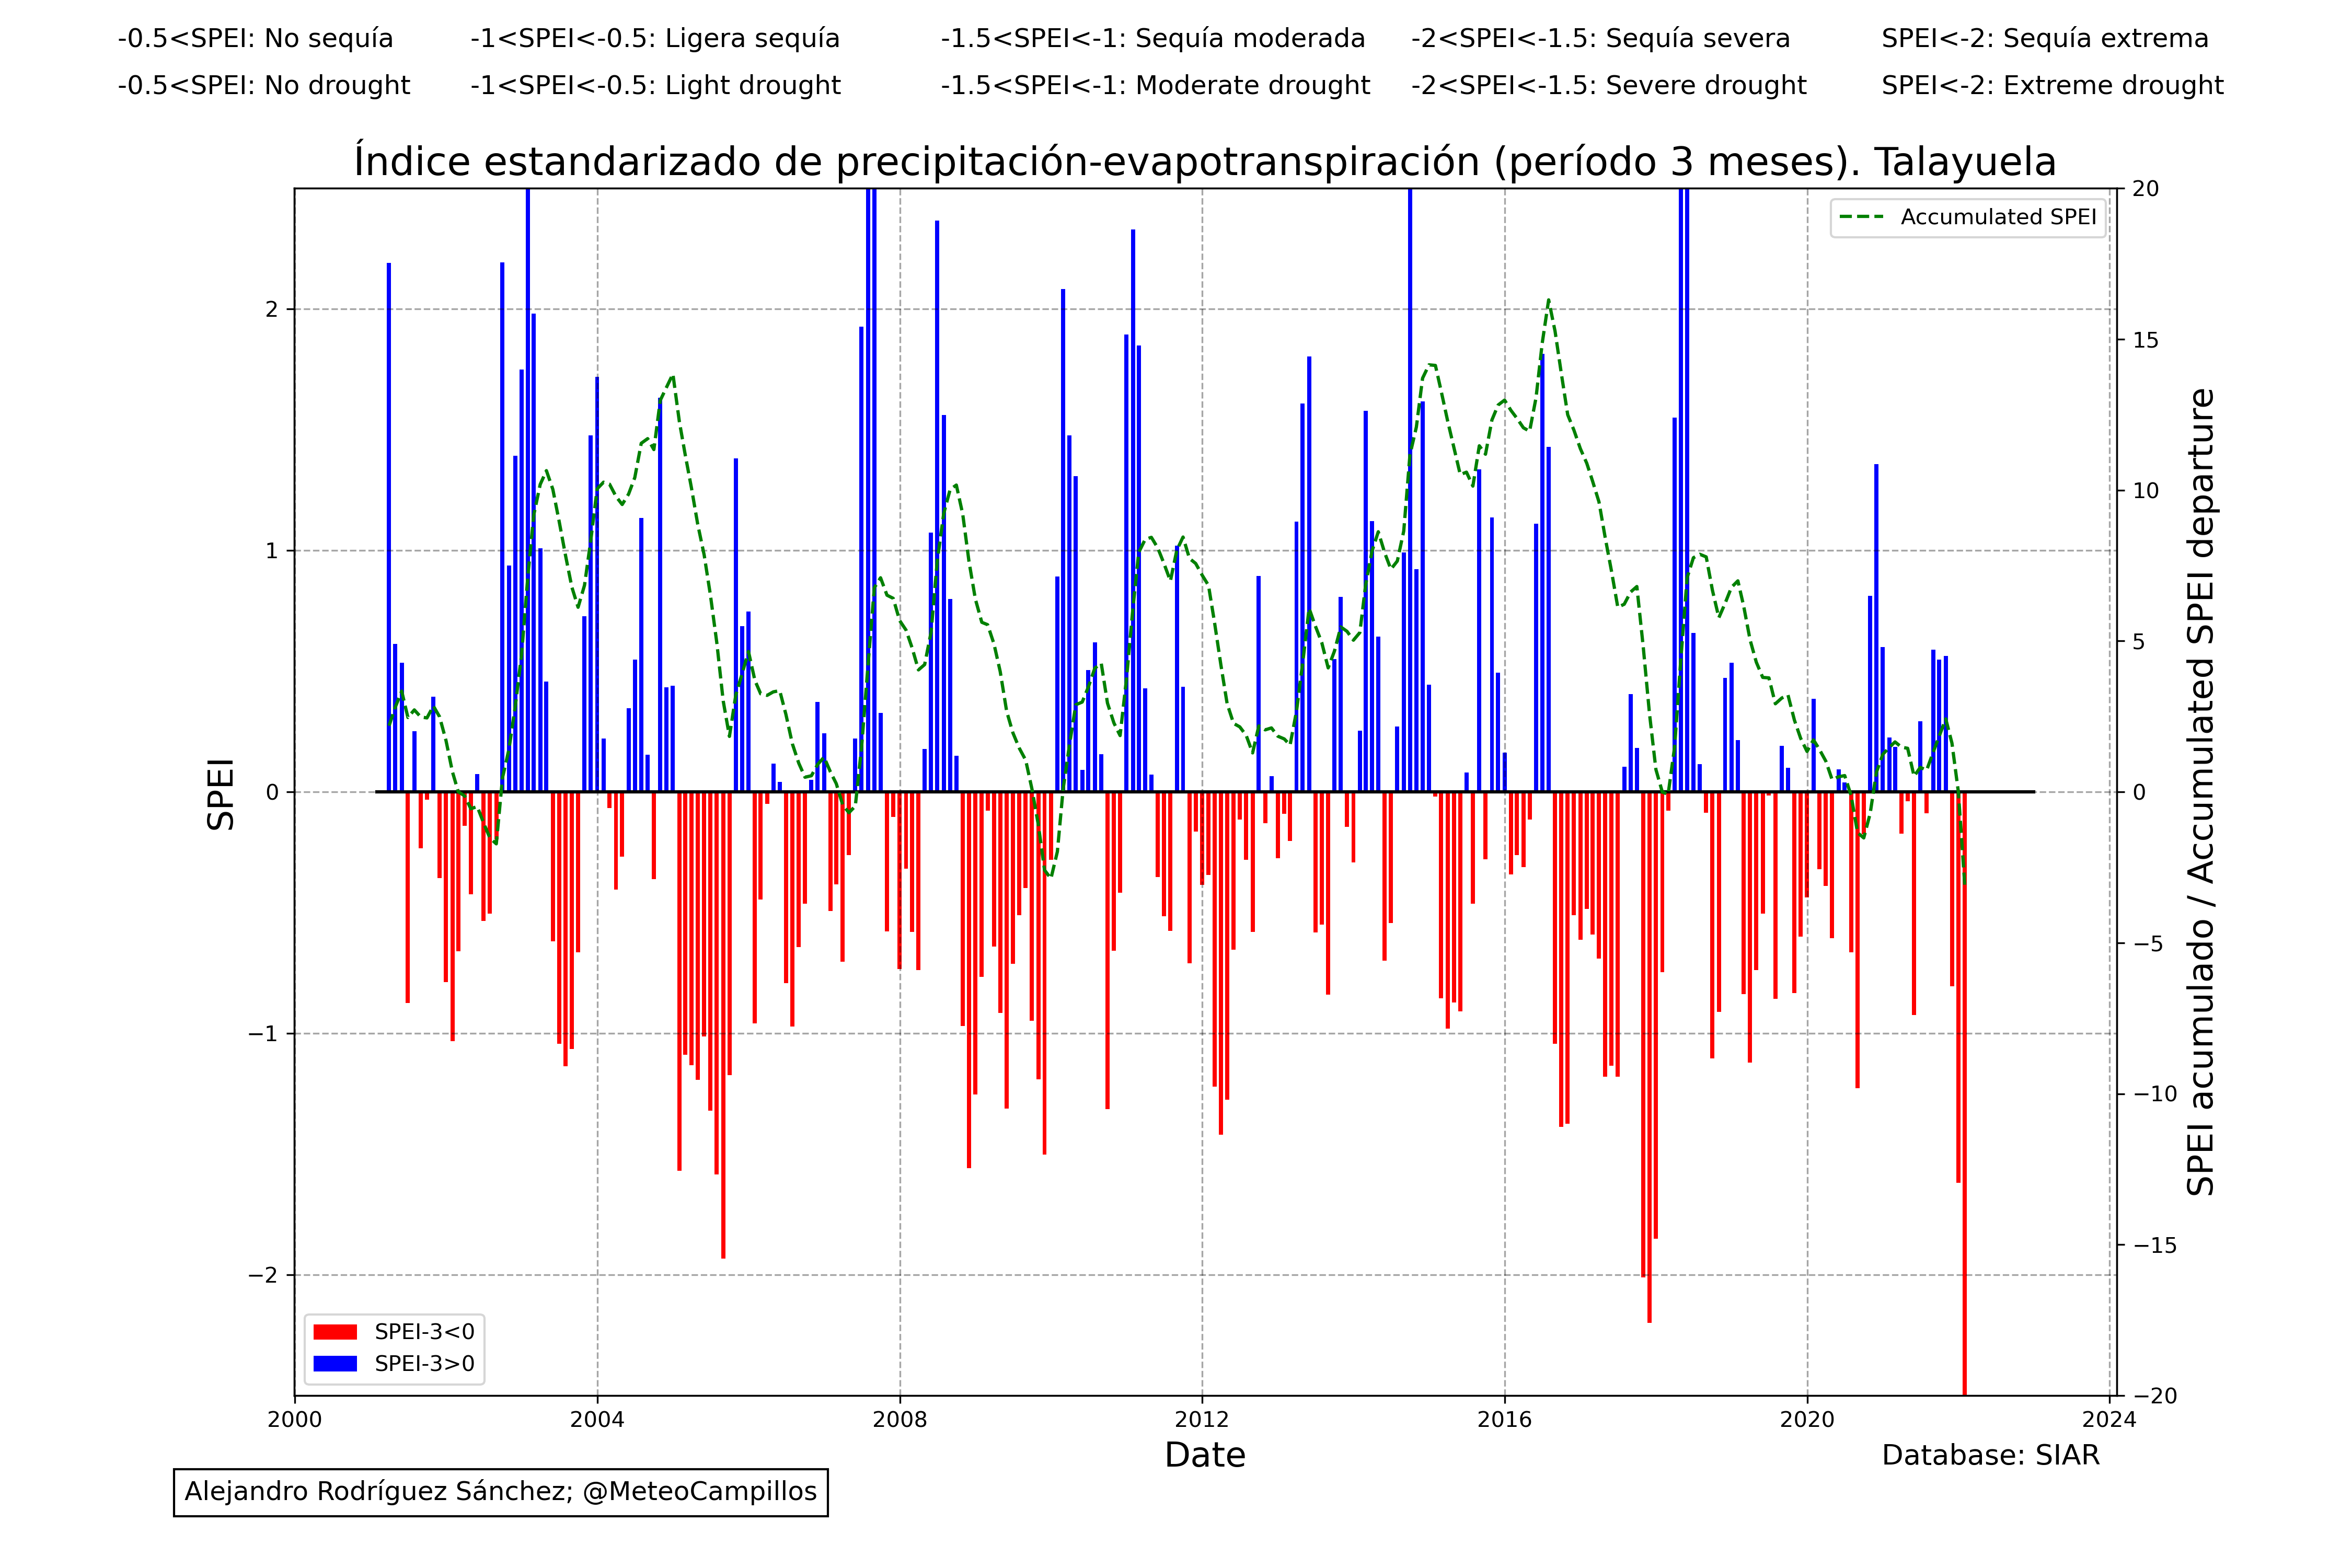 -0.5<SPEI: No sequía -1<SPEI<-0.5: Ligera sequía -1.5<SPEI<-1: Sequía moderada -2<SPEI<-1.5: Sequía severa SPEI<-2: Sequía extrema
-0.5<SPEI: No drought -1<SPEI<-0.5: Light drought -1.5<SPEI<-1: Moderate drought -2<SPEI<-1.5: Severe drought SPEI<-2: Extreme drought
Índice estandarizado de precipitación-evapotranspiración (período 3 meses). Talayuela
Accumulated SPEI
SPEI
2
1
0
−1
−2
20
15
10
5
0
−5
−10
−15
−20
SPEI acumulado / Accumulated SPEI departure
SPEI-3<0
SPEI-3>0
2000 2004 2008 2012 2016 2020 2024
Date
Database: SIAR
Alejandro Rodríguez Sánchez; @MeteoCampillos